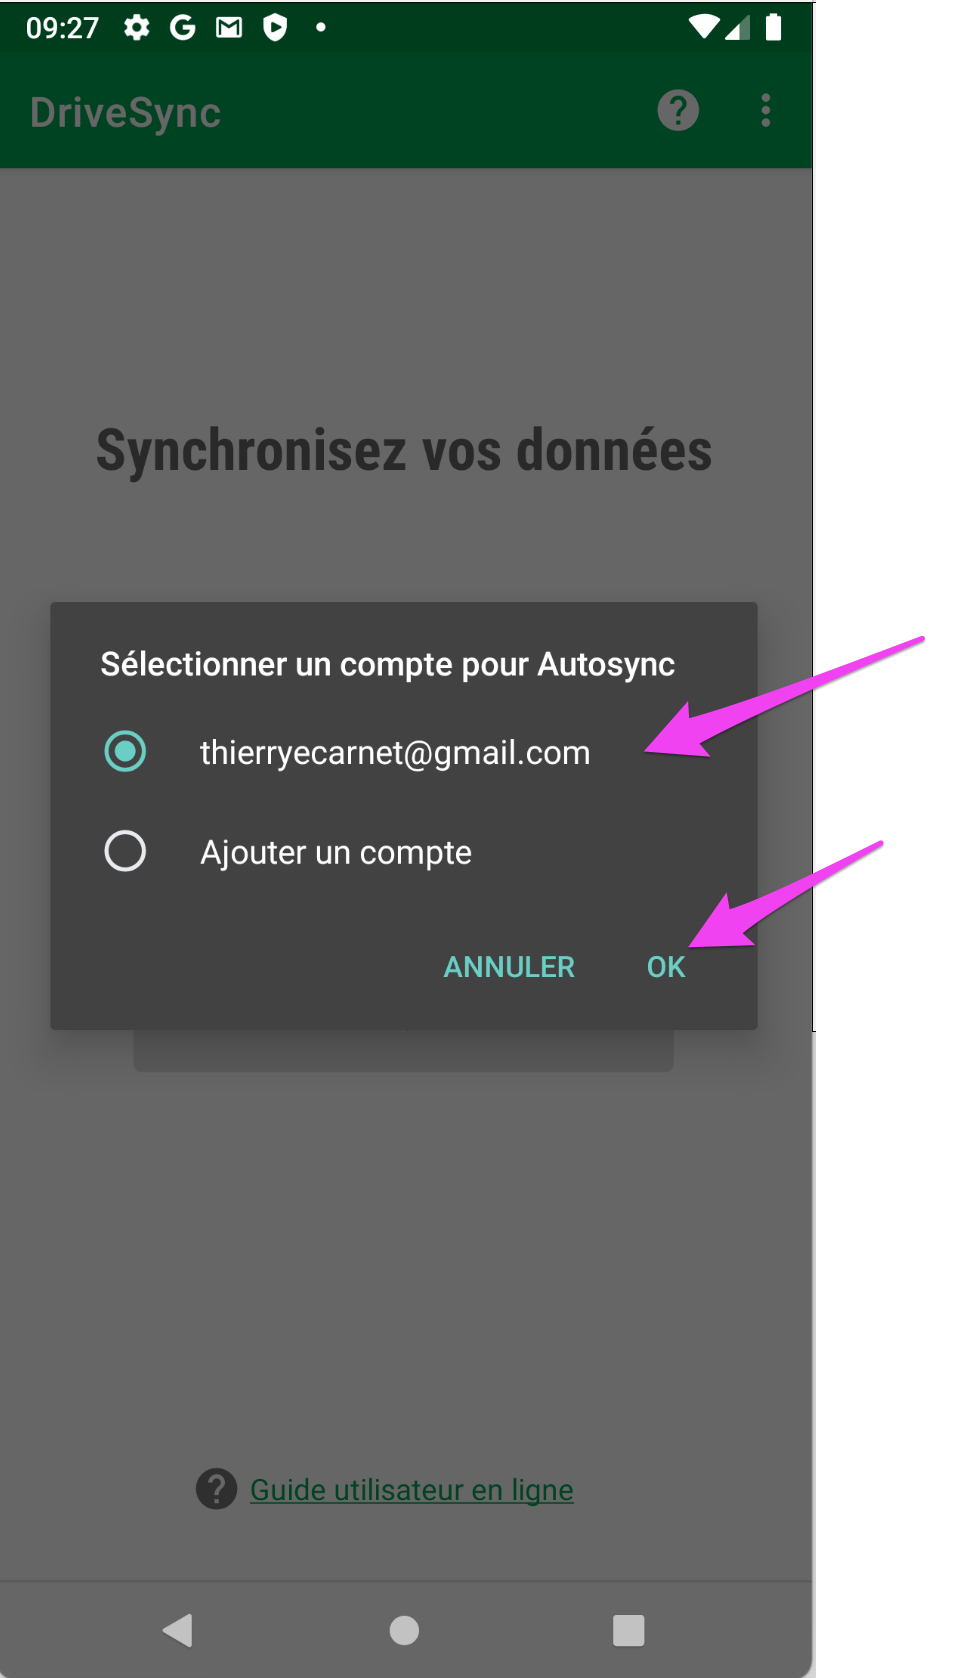 09:27
DriveSync
Synchronisez vos données
Sélectionner un compte pour Autosync
thierryecarnet@gmail.com
Ajouter un compte
ANNULER OK
Guide utilisateur en ligne